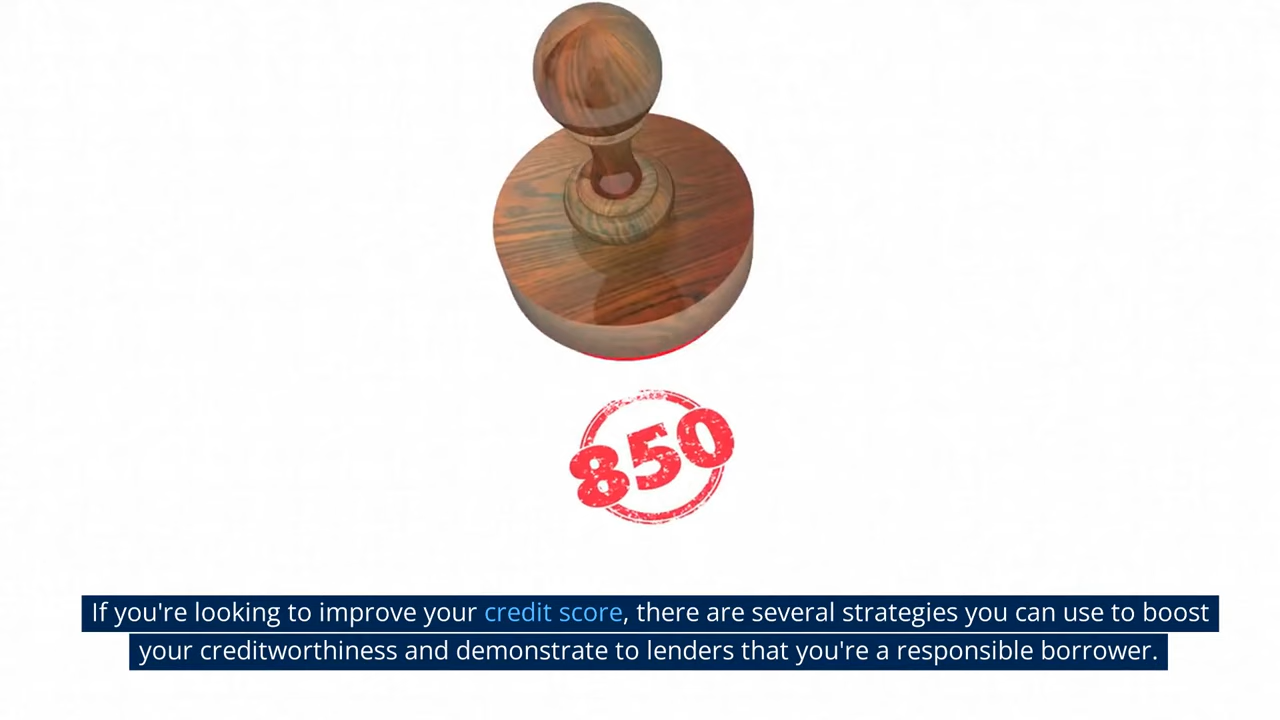 850
If you're looking to improve your credit score, there are several strategies you can use to boost
your creditworthiness and demonstrate to lenders that you're a responsible borrower.